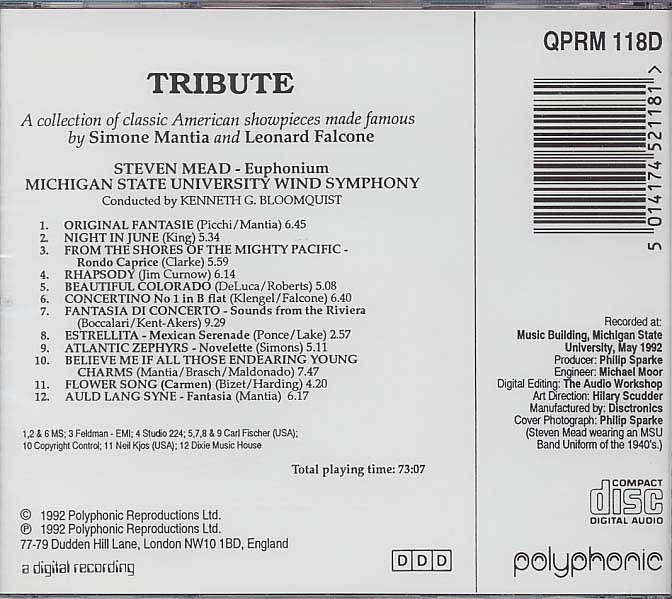 TRIBUTE
A collection of classic American showpieces made famous
by Simone Mantia and Leonard Falcone
STEVEN MEAD - Euphonium
MICHIGAN STATE UNIVERSITY WIND SYMPHONY
Conducted by KENNETH G. BLOOMQUIST
1. ORIGINAL FANTASIE (Picchi/Mantia) 6.45
2. NIGHT IN JUNE (King) 5.34
3. FROM THE SHORES OF THE MIGHTY PACIFIC -
Rondo Caprice (Clarke) 5.59
4. RHAPSODY (Jim Curnow) 6.14
5. BEAUTIFUL COLORADO (DeLuca/Roberts) 5.08
6. CONCERTINO No 1 in B flat (Klengel/Falcone) 6.40
7. FANTASIA DI CONCERTO - Sounds from the Riviera
(Boccalari/Kent-Akers) 9.29
8. ESTRELLITA - Mexican Serenade (Ponce/Lake) 2.57
9. ATLANTIC ZEPHYRS - Novelette (Simons) 5.11
10. BELIEVE ME IF ALL THOSE ENDEARING YOUNG
CHARMS (Mantia/Brasch/Maldonado) 7.47
11. FLOWER SONG (Carmen) (Bizet/Harding) 4.20
12. AULD LANG SYNE - Fantasia (Mantia) 6.17
1,2 & 6 MS; 3 Feldman - EMI; 4 Studio 224; 5,7,8 & 9 Carl Fischer (USA);
10 Copyright Control; 11 Neil Kjos (USA); 12 Dixie Music House
Total playing time: 73:07
© 1992 Polyphonic Reproductions Ltd.
℗ 1992 Polyphonic Reproductions Ltd.
77-79 Dudden Hill Lane, London NW10 1BD, England
a digital recording
DDD
QPRM 118D
5 014174 521181 >
Recorded at:
Music Building, Michigan State
University, May 1992
Producer: Philip Sparke
Engineer: Michael Moor
Digital Editing: The Audio Workshop
Art Direction: Hilary Scudder
Manufactured by: Disctronics
Cover Photograph: Philip Sparke
(Steven Mead wearing an MSU
Band Uniform of the 1940's.)
COMPACT
disc
DIGITAL AUDIO
polyphonic